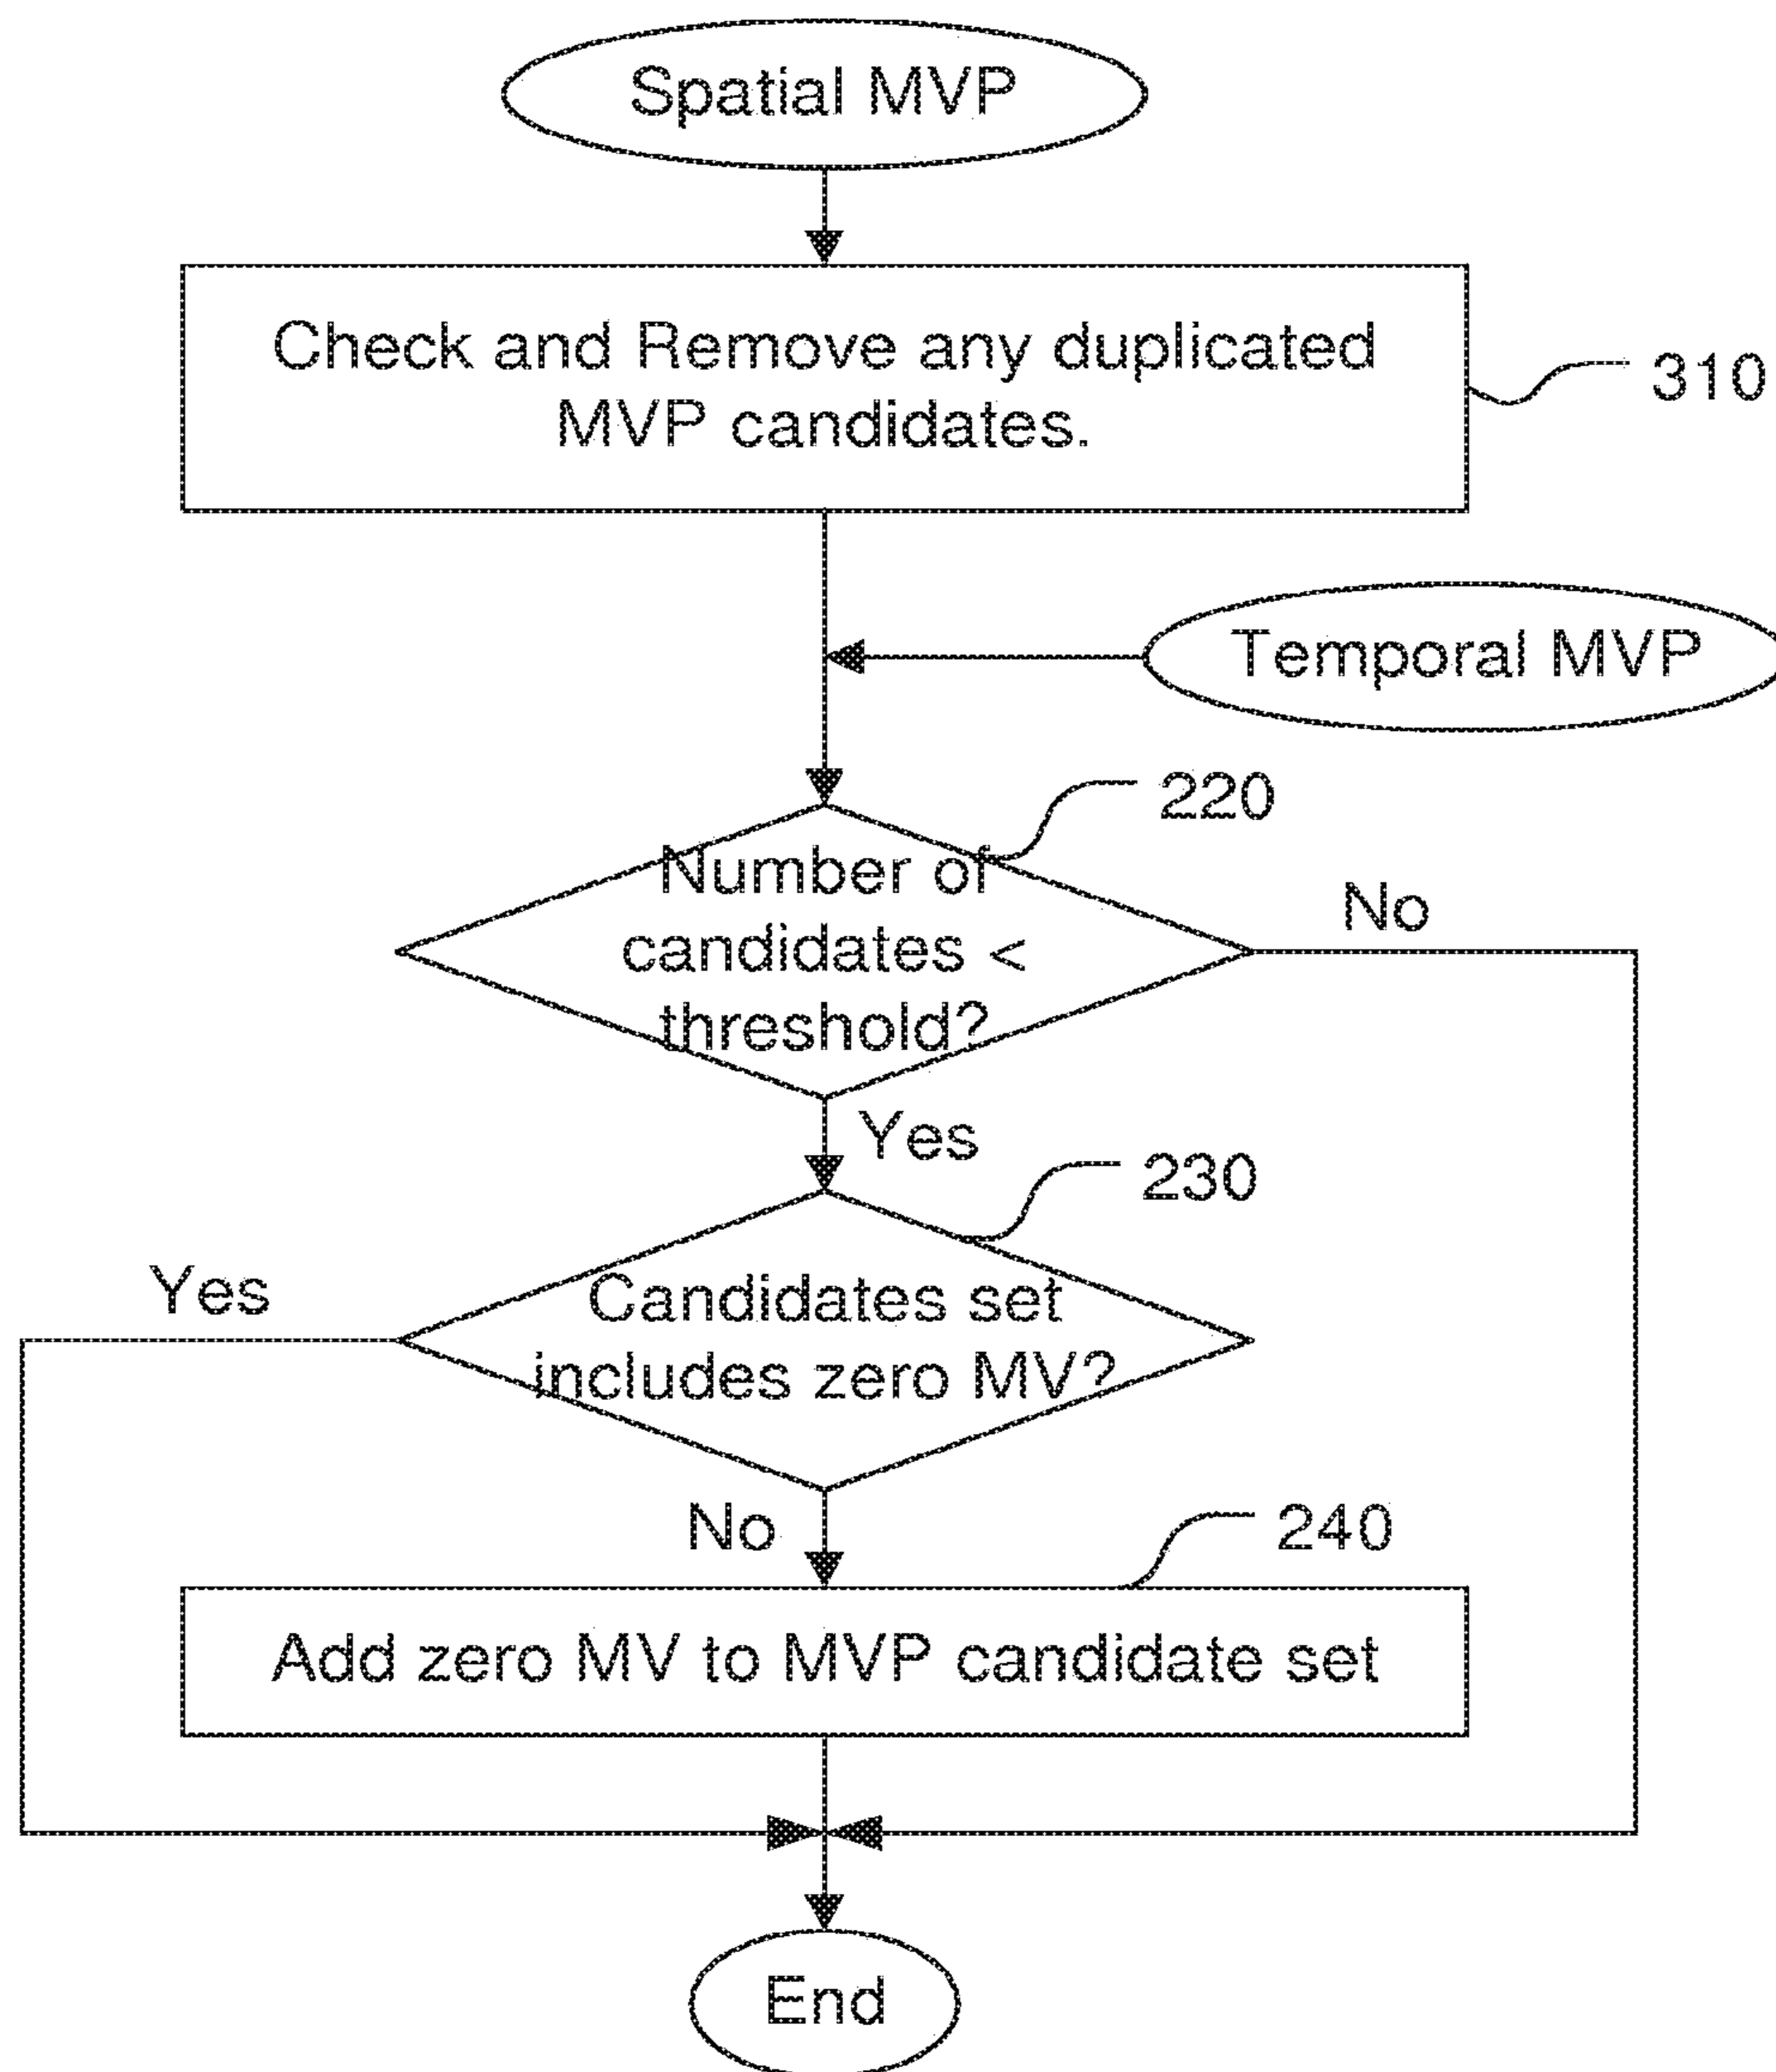 Spatial MVP
Check and Remove any duplicated
MVP candidates.
310
Temporal MVP
220
Number of
candidates <
threshold?
No
Yes
230
Yes
Candidates set
includes zero MV?
No
240
Add zero MV to MVP candidate set
End